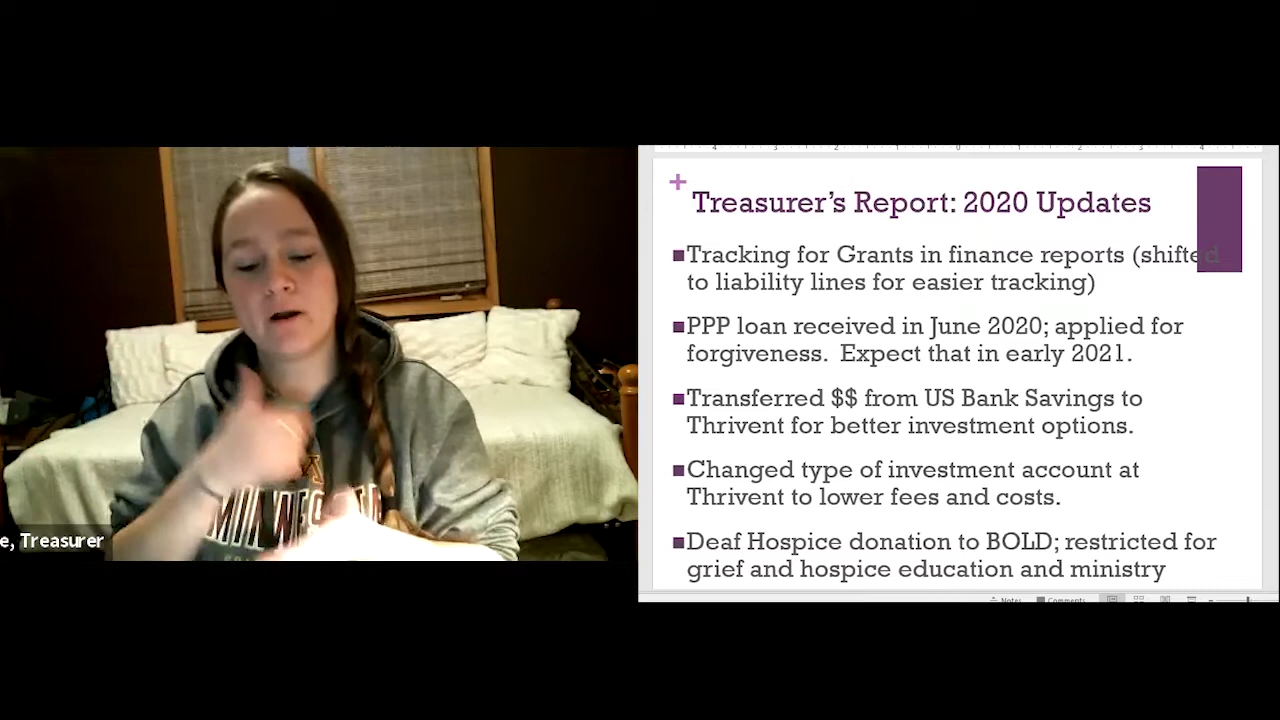 +
Treasurer's Report: 2020 Updates
■Tracking for Grants in finance reports (shifted
to liability lines for easier tracking)
■PPP loan received in June 2020; applied for
forgiveness.  Expect that in early 2021.
■Transferred $$ from US Bank Savings to
Thrivent for better investment options.
■Changed type of investment account at
Thrivent to lower fees and costs.
■Deaf Hospice donation to BOLD; restricted for
grief and hospice education and ministry
Notes Comments
e, Treasurer